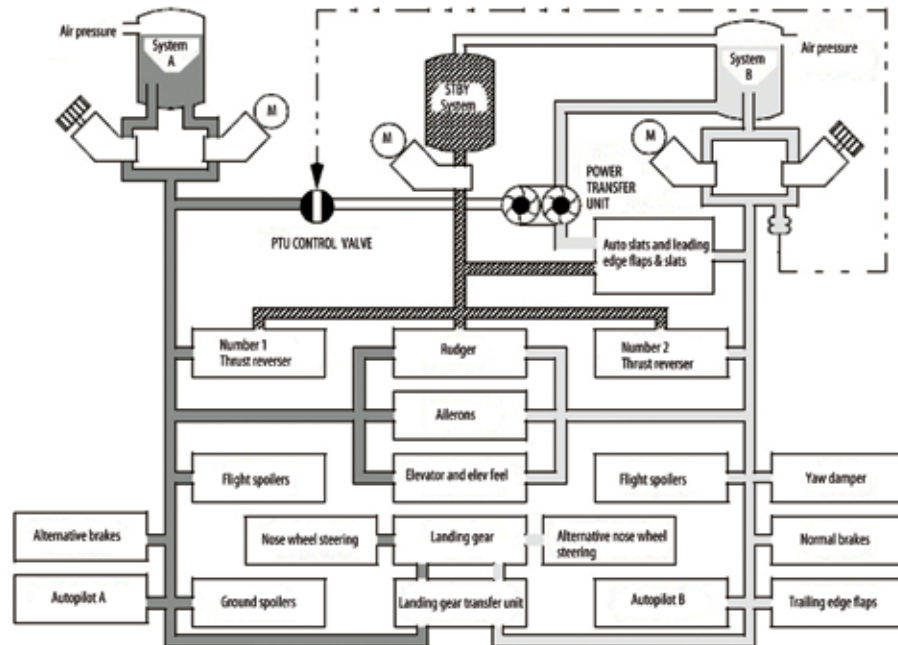 Air pressure
System
A
M
STBY
System
M
M
System
B
Air pressure
POWER
TRANSFER
UNIT
PTU CONTROL VALVE
Auto slats and leading
edge flaps & slats
Number 1
Thrust reverser
Rudger
Number 2
Thrust reverser
Ailerons
Flight spoilers
Elevator and elev feel
Flight spoilers
Yaw damper
Alternative brakes
Nose wheel steering
Landing gear
Alternative nose wheel
steering
Normal brakes
Autopilot A
Ground spoilers
Landing gear transfer unit
Autopilot B
Trailing edge flaps